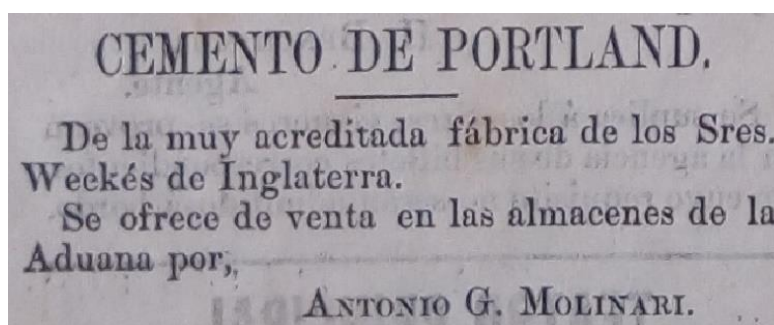 CEMENTO DE PORTLAND.
De la muy acreditada fábrica de los Sres.
Weekés de Inglaterra.
Se ofrece de venta en las almacenes de la
Aduana por,
ANTONIO G. MOLINARI.